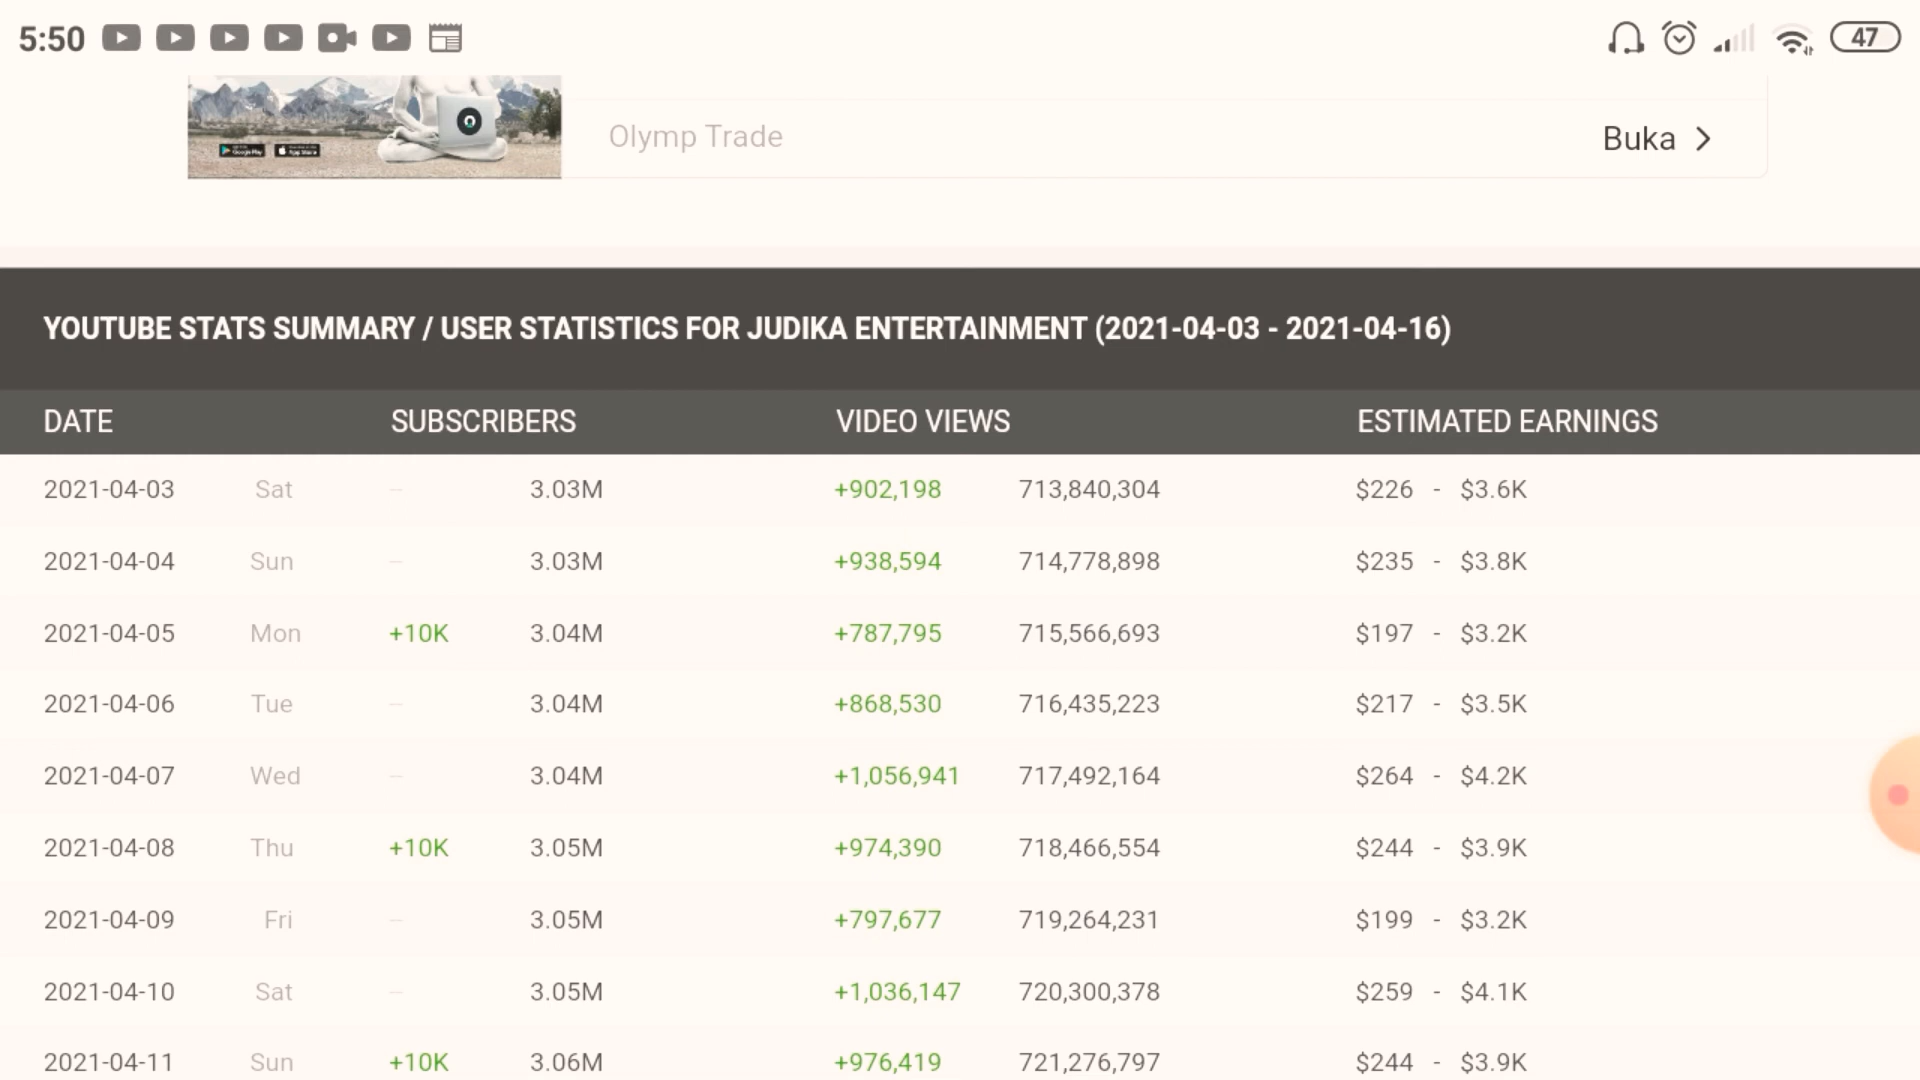 5:50 47
Google Play App Store
Olymp Trade Buka
YOUTUBE STATS SUMMARY / USER STATISTICS FOR JUDIKA ENTERTAINMENT (2021-04-03 - 2021-04-16)
DATE SUBSCRIBERS VIDEO VIEWS ESTIMATED EARNINGS
2021-04-03 Sat -- 3.03M +902,198 713,840,304 $226 - $3.6K
2021-04-04 Sun -- 3.03M +938,594 714,778,898 $235 - $3.8K
2021-04-05 Mon +10K 3.04M +787,795 715,566,693 $197 - $3.2K
2021-04-06 Tue -- 3.04M +868,530 716,435,223 $217 - $3.5K
2021-04-07 Wed -- 3.04M +1,056,941 717,492,164 $264 - $4.2K
2021-04-08 Thu +10K 3.05M +974,390 718,466,554 $244 - $3.9K
2021-04-09 Fri -- 3.05M +797,677 719,264,231 $199 - $3.2K
2021-04-10 Sat -- 3.05M +1,036,147 720,300,378 $259 - $4.1K
2021-04-11 Sun +10K 3.06M +976,419 721,276,797 $244 - $3.9K